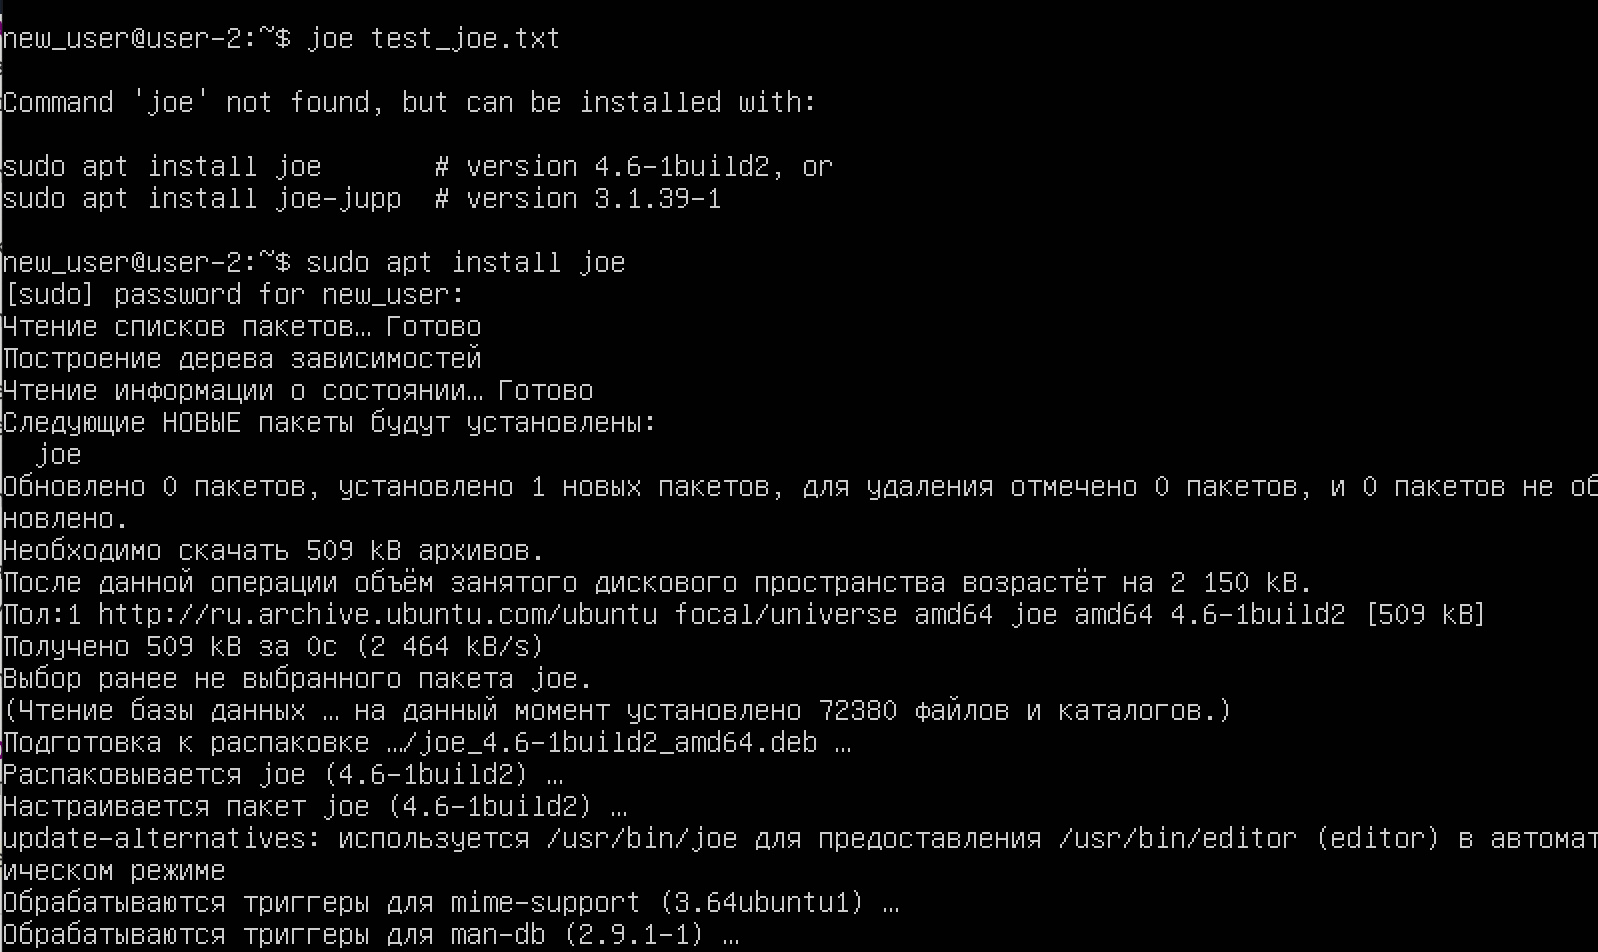 new_user@user-2:~$ joe test_joe.txt
Command 'joe' not found, but can be installed with:
sudo apt install joe       # version 4.6-1build2, or
sudo apt install joe-jupp  # version 3.1.39-1
new_user@user-2:~$ sudo apt install joe
[sudo] password for new_user:
Чтение списков пакетов… Готово
Построение дерева зависимостей
Чтение информации о состоянии… Готово
Следующие НОВЫЕ пакеты будут установлены:
  joe
Обновлено 0 пакетов, установлено 1 новых пакетов, для удаления отмечено 0 пакетов, и 0 пакетов не об
новлено.
Необходимо скачать 509 kB архивов.
После данной операции объём занятого дискового пространства возрастёт на 2 150 kB.
Пол:1 http://ru.archive.ubuntu.com/ubuntu focal/universe amd64 joe amd64 4.6-1build2 [509 kB]
Получено 509 kB за 0с (2 464 kB/s)
Выбор ранее не выбранного пакета joe.
(Чтение базы данных … на данный момент установлено 72380 файлов и каталогов.)
Подготовка к распаковке …/joe_4.6-1build2_amd64.deb …
Распаковывается joe (4.6-1build2) …
Настраивается пакет joe (4.6-1build2) …
update-alternatives: используется /usr/bin/joe для предоставления /usr/bin/editor (editor) в автомат
ическом режиме
Обрабатываются триггеры для mime-support (3.64ubuntu1) …
Обрабатываются триггеры для man-db (2.9.1-1) …